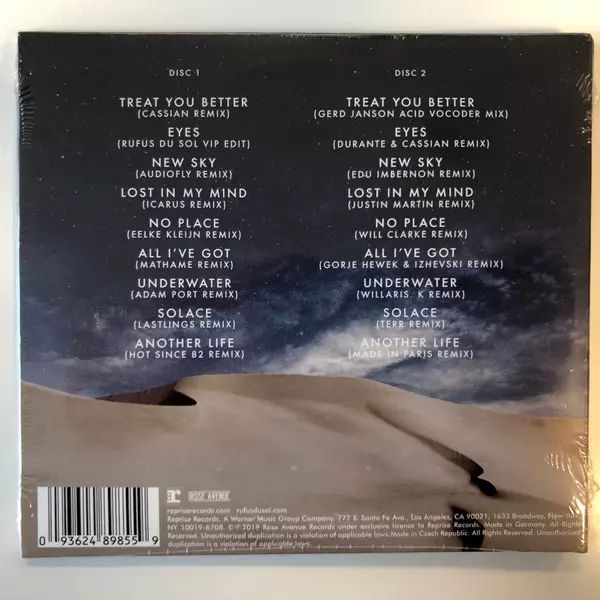 DISC 1
TREAT YOU BETTER
(CASSIAN REMIX)
EYES
(RUFUS DU SOL VIP EDIT)
NEW SKY
(AUDIOFLY REMIX)
LOST IN MY MIND
(ICARUS REMIX)
NO PLACE
(EELKE KLEIJN REMIX)
ALL I'VE GOT
(MATHAME REMIX)
UNDERWATER
(ADAM PORT REMIX)
SOLACE
(LASTLINGS REMIX)
ANOTHER LIFE
(HOT SINCE 82 REMIX)
DISC 2
TREAT YOU BETTER
(GERD JANSON ACID VOCODER MIX)
EYES
(DURANTE & CASSIAN REMIX)
NEW SKY
(EDU IMBERNON REMIX)
LOST IN MY MIND
(JUSTIN MARTIN REMIX)
NO PLACE
(WILL CLARKE REMIX)
ALL I'VE GOT
(GORJE HEWEK & IZHEVSKI REMIX)
UNDERWATER
(WILLARIS. K REMIX)
SOLACE
(TERR REMIX)
ANOTHER LIFE
(MADE IN PARIS REMIX)
0 93624 89855 9
R ROSE AVENUE
repriserecords.com rufusdusol.com
Reprise Records, A Warner Music Group Company, 777 S. Santa Fe Ave., Los Angeles, CA 90021, 1633 Broadway, New York,
NY 10019-6708. ©℗2019 Rose Avenue Records under exclusive license to Reprise Records. Made in Germany. All Rights
Reserved. Unauthorized duplication is a violation of applicable laws. Made in Czech Republic. All Rights Reserved. Unauthorized
duplication is a violation of applicable laws.